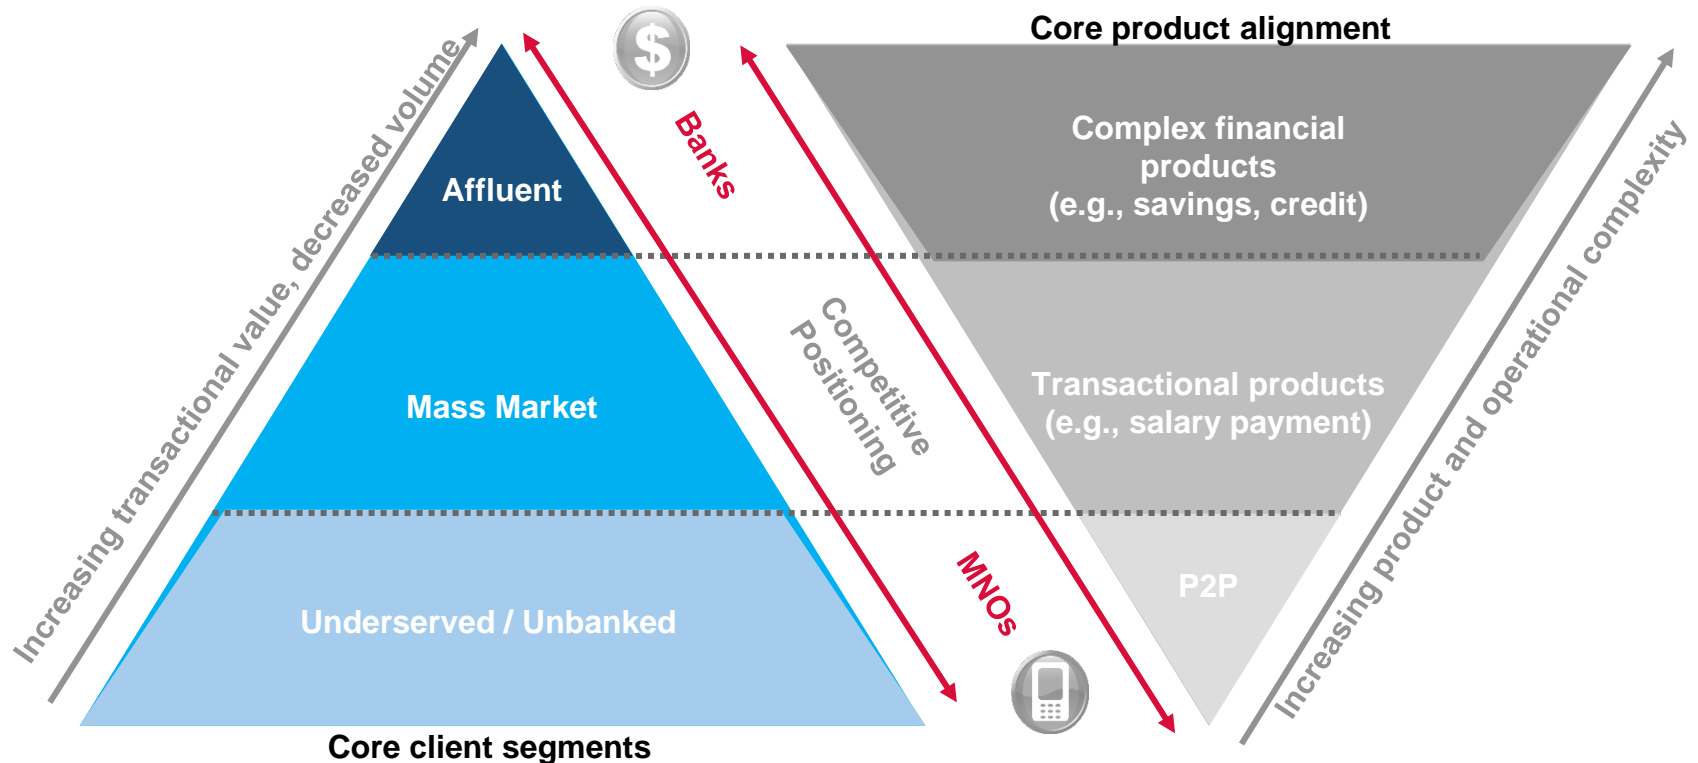 Core product alignment
Increasing transactional value, decreased volume
$
Banks
Complex financial
products
(e.g., savings, credit)
Affluent
Increasing product and operational complexity
Competitive
Positioning
Mass Market
Transactional products
(e.g., salary payment)
MNOs
P2P
Underserved / Unbanked
Core client segments